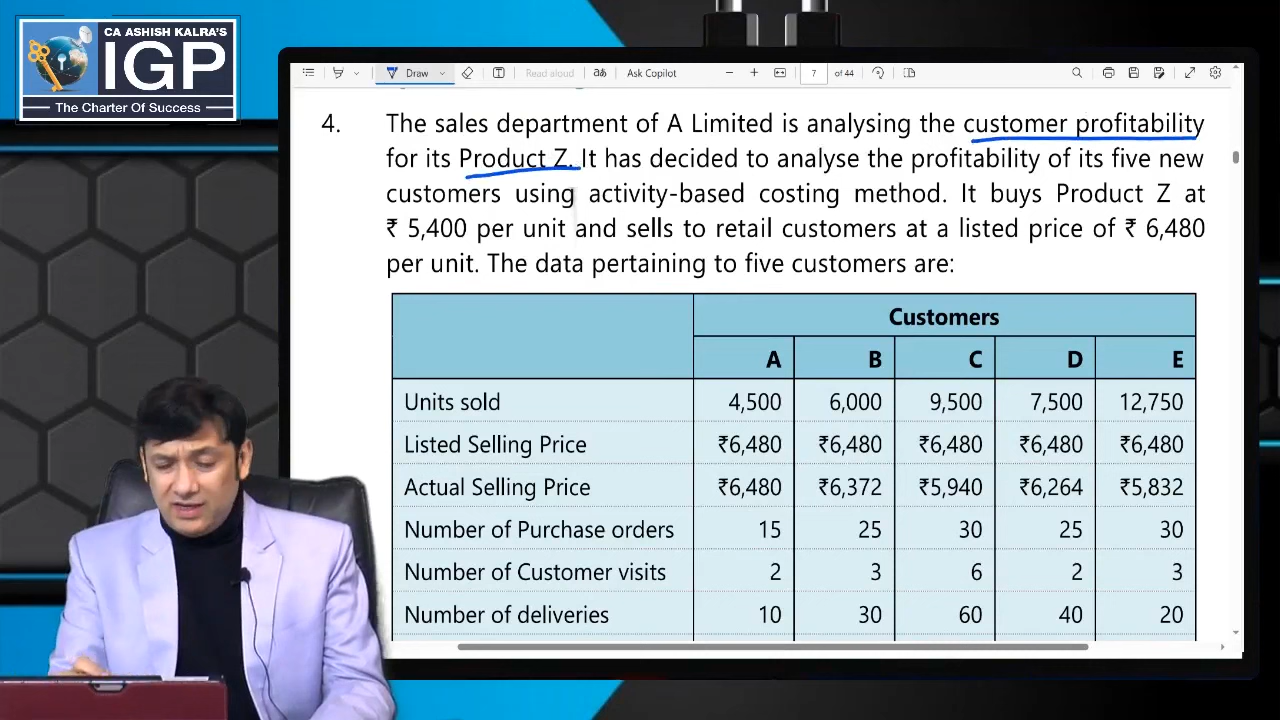 CA ASHISH KALRA'S
IGP
The Charter Of Success
Draw Read aloud aあ Ask Copilot 7 of 44
4. The sales department of A Limited is analysing the customer profitability
for its Product Z. It has decided to analyse the profitability of its five new
customers using activity-based costing method. It buys Product Z at
₹ 5,400 per unit and sells to retail customers at a listed price of ₹ 6,480
per unit. The data pertaining to five customers are:
Customers
A B C D E
Units sold 4,500 6,000 9,500 7,500 12,750
Listed Selling Price ₹6,480 ₹6,480 ₹6,480 ₹6,480 ₹6,480
Actual Selling Price ₹6,480 ₹6,372 ₹5,940 ₹6,264 ₹5,832
Number of Purchase orders 15 25 30 25 30
Number of Customer visits 2 3 6 2 3
Number of deliveries 10 30 60 40 20